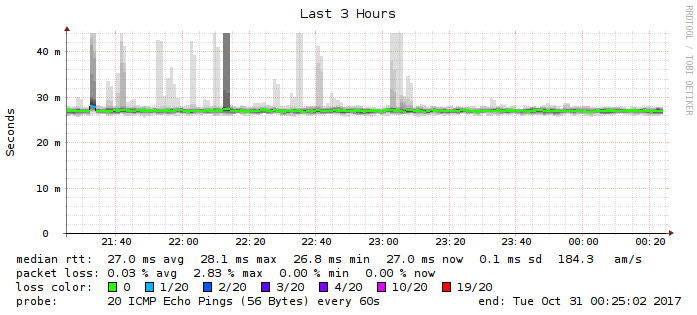 Last 3 Hours
RRDTOOL / TOBI OETIKER
Seconds
40 m
30 m
20 m
10 m
0
21:40 22:00 22:20 22:40 23:00 23:20 23:40 00:00 00:20
median rtt: 27.0 ms avg 28.1 ms max 26.8 ms min 27.0 ms now 0.1 ms sd 184.3 am/s
packet loss: 0.03 % avg 2.83 % max 0.00 % min 0.00 % now
loss color: 0 1/20 2/20 3/20 4/20 10/20 19/20
probe: 20 ICMP Echo Pings (56 Bytes) every 60s end: Tue Oct 31 00:25:02 2017